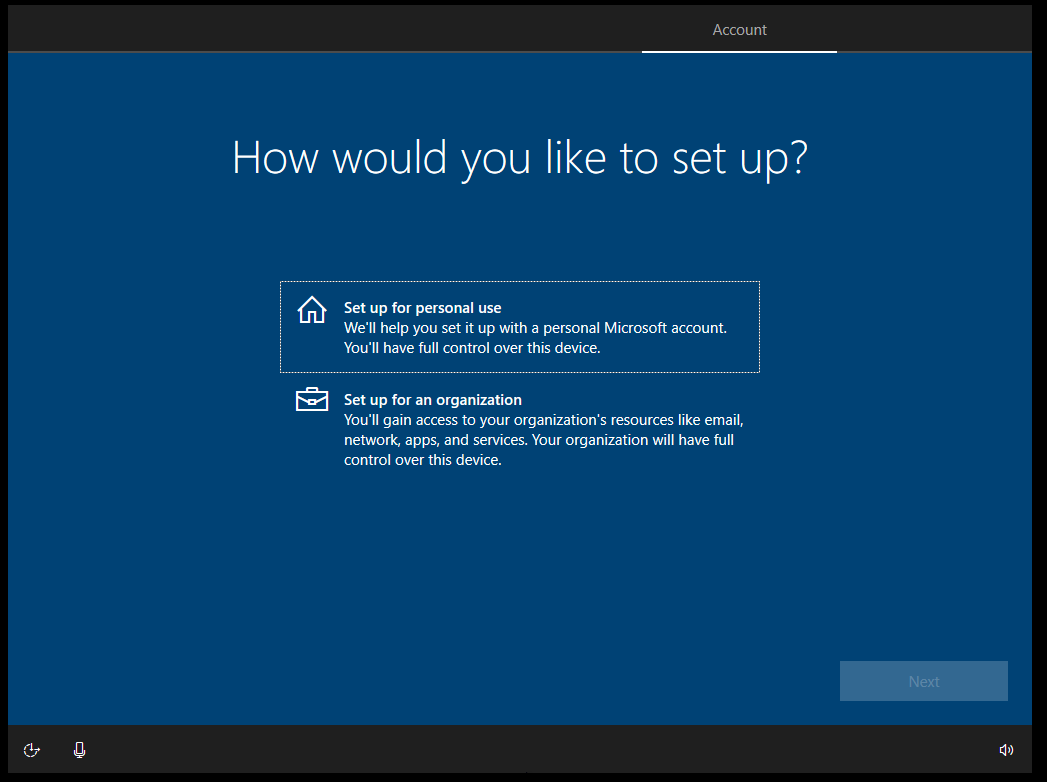 Account
How would you like to set up?
Set up for personal use
We'll help you set it up with a personal Microsoft account.
You'll have full control over this device.
Set up for an organization
You'll gain access to your organization's resources like email,
network, apps, and services. Your organization will have full
control over this device.
Next